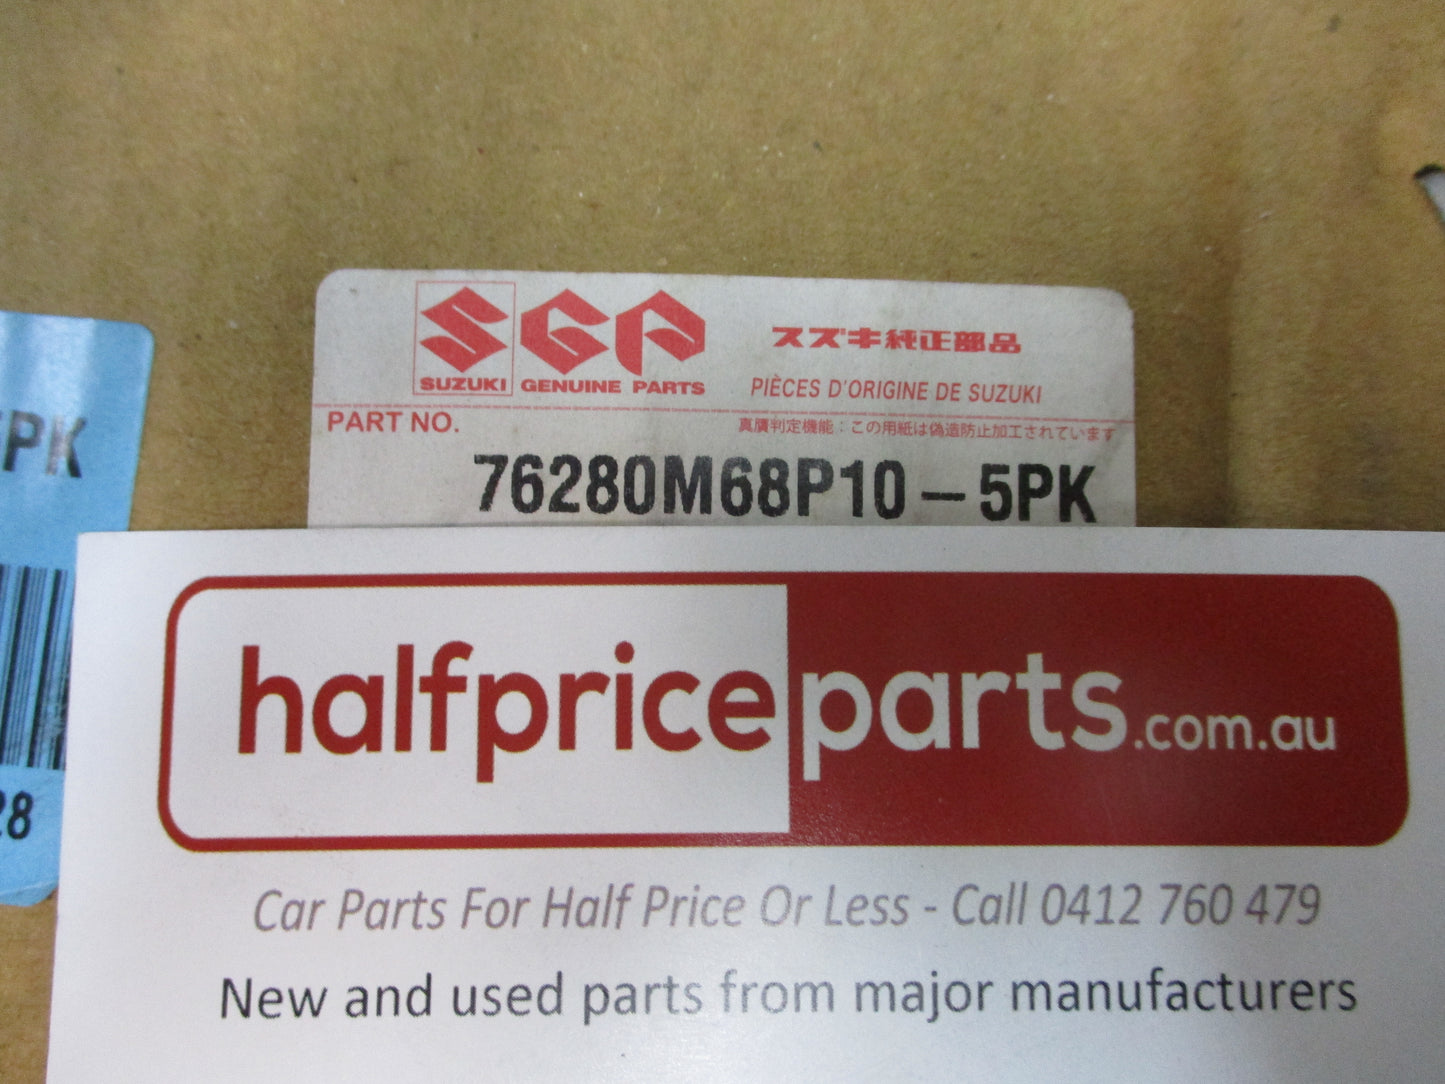 SUZUKI GENUINE PARTS
スズキ純正部品
PIÈCES D'ORIGINE DE SUZUKI
PART NO.
真贋判定機能：この用紙は偽造防止加工されています
76280M68P10-5PK
PK
28
halfpriceparts.com.au
Car Parts For Half Price Or Less - Call 0412 760 479
New and used parts from major manufacturers